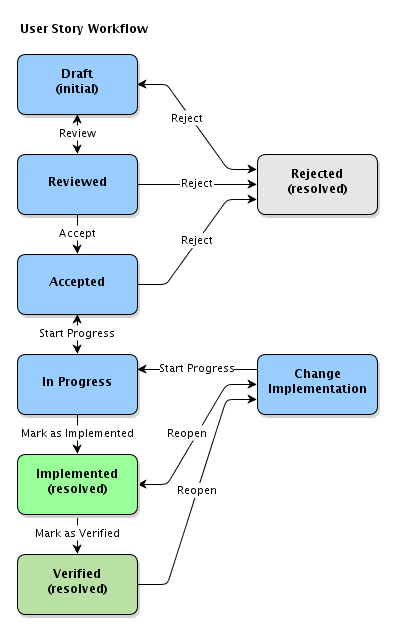 User Story Workflow
Draft
(initial)
Reject
Review
Reviewed
Reject
Rejected
(resolved)
Accept
Reject
Accepted
Start Progress
In Progress
Start Progress
Change
Implementation
Mark as Implemented
Reopen
Implemented
(resolved)
Reopen
Mark as Verified
Verified
(resolved)